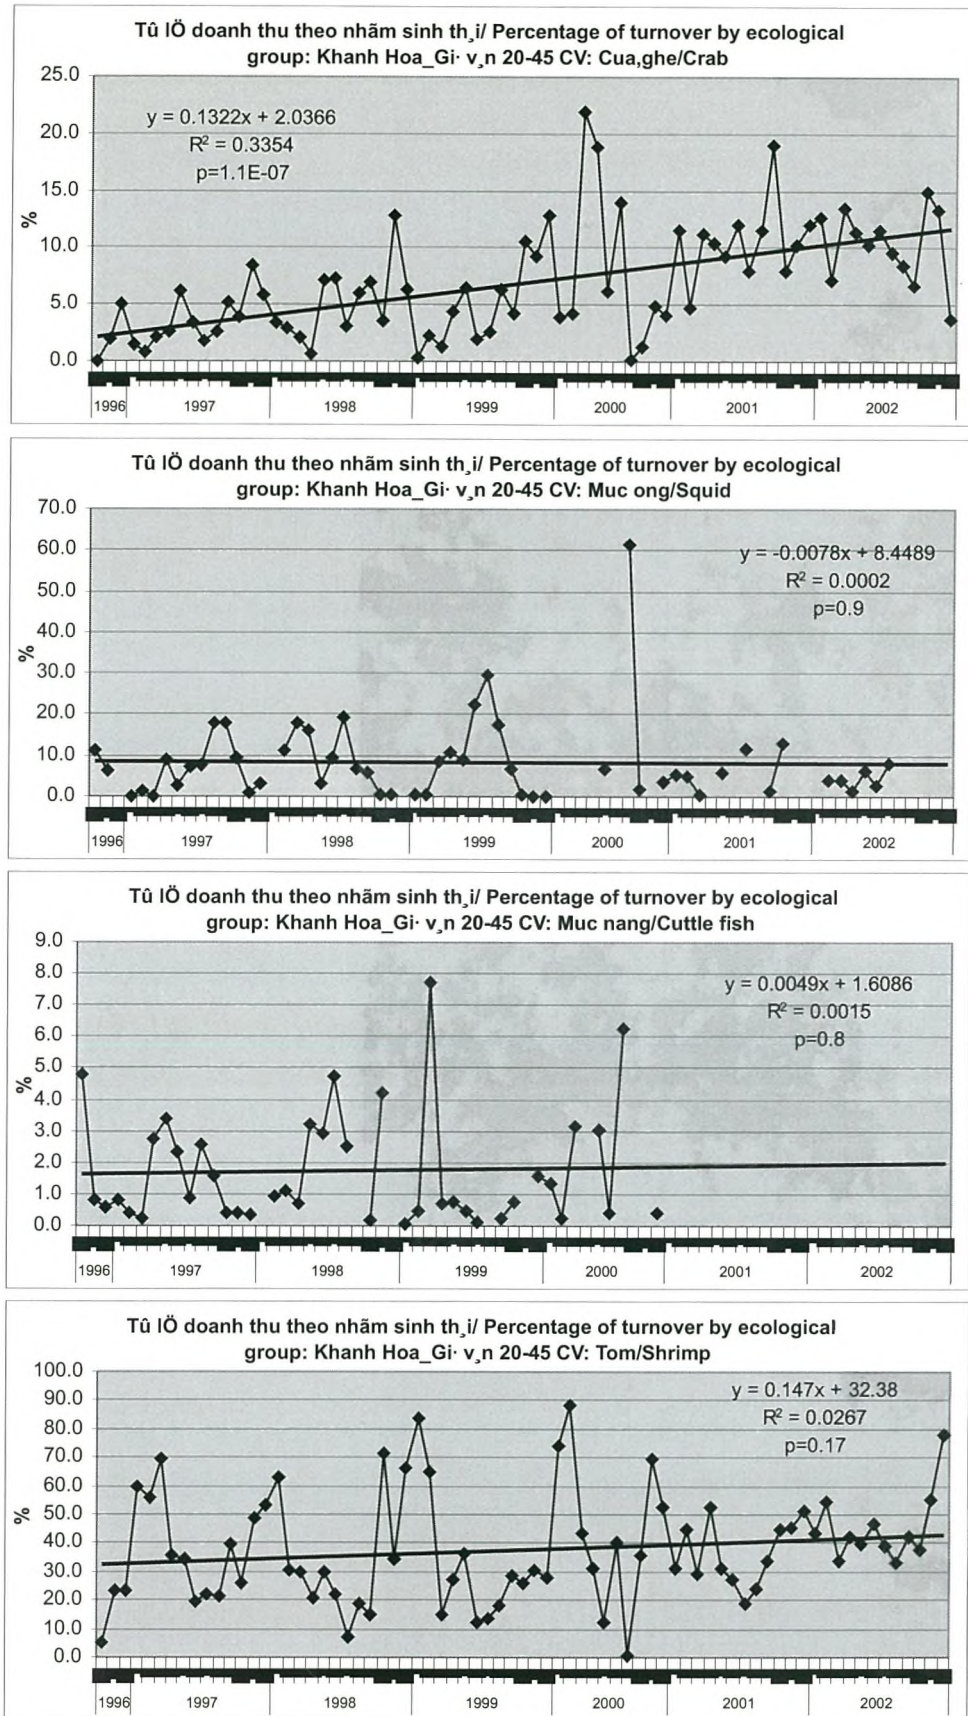 Tû lÖ doanh thu theo nhãm sinh th¸i/ Percentage of turnover by ecological
group: Khanh Hoa_Gi· v¸n 20-45 CV: Cua,ghe/Crab
25.0
20.0
15.0
10.0
5.0
0.0
%
y = 0.1322x + 2.0366
R² = 0.3354
p=1.1E-07
1996 1997 1998 1999 2000 2001 2002
Tû lÖ doanh thu theo nhãm sinh th¸i/ Percentage of turnover by ecological
group: Khanh Hoa_Gi· v¸n 20-45 CV: Muc ong/Squid
70.0
60.0
50.0
40.0
30.0
20.0
10.0
0.0
%
y = -0.0078x + 8.4489
R² = 0.0002
p=0.9
1996 1997 1998 1999 2000 2001 2002
Tû lÖ doanh thu theo nhãm sinh th¸i/ Percentage of turnover by ecological
group: Khanh Hoa_Gi· v¸n 20-45 CV: Muc nang/Cuttle fish
9.0
8.0
7.0
6.0
5.0
4.0
3.0
2.0
1.0
0.0
%
y = 0.0049x + 1.6086
R² = 0.0015
p=0.8
1996 1997 1998 1999 2000 2001 2002
Tû lÖ doanh thu theo nhãm sinh th¸i/ Percentage of turnover by ecological
group: Khanh Hoa_Gi· v¸n 20-45 CV: Tom/Shrimp
100.0
90.0
80.0
70.0
60.0
50.0
40.0
30.0
20.0
10.0
0.0
%
y = 0.147x + 32.38
R² = 0.0267
p=0.17
1996 1997 1998 1999 2000 2001 2002